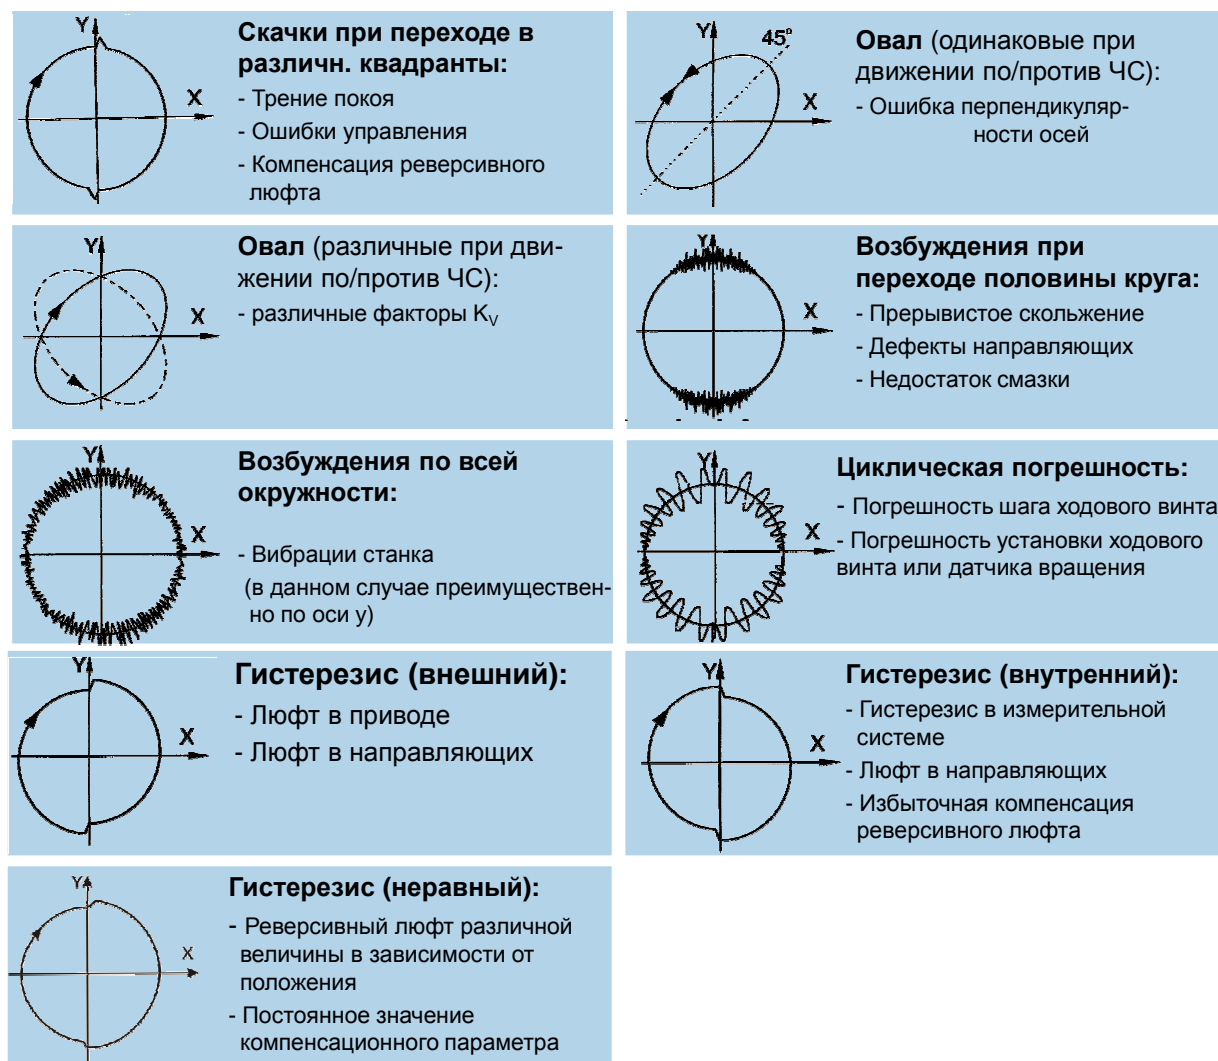 Y
X
Скачки при переходе в
различн. квадранты:
- Трение покоя
- Ошибки управления
- Компенсация реверсивного
люфта
Y
45°
X
Овал (одинаковые при
движении по/против ЧС):
- Ошибка перпендикуляр-
ности осей
Y
X
Овал (различные при дви-
жении по/против ЧС):
- различные факторы KV
Y
X
Возбуждения при
переходе половины круга:
- Прерывистое скольжение
- Дефекты направляющих
- Недостаток смазки
Y
X
Возбуждения по всей
окружности:
- Вибрации станка
(в данном случае преимуществен-
но по оси у)
Y
X
Циклическая погрешность:
- Погрешность шага ходового винта
- Погрешность установки ходового
винта или датчика вращения
Y
X
Гистерезис (внешний):
- Люфт в приводе
- Люфт в направляющих
Y
X
Гистерезис (внутренний):
- Гистерезис в измерительной
системе
- Люфт в направляющих
- Избыточная компенсация
реверсивного люфта
Y
X
Гистерезис (неравный):
- Реверсивный люфт различной
величины в зависимости от
положения
- Постоянное значение
компенсационного параметра